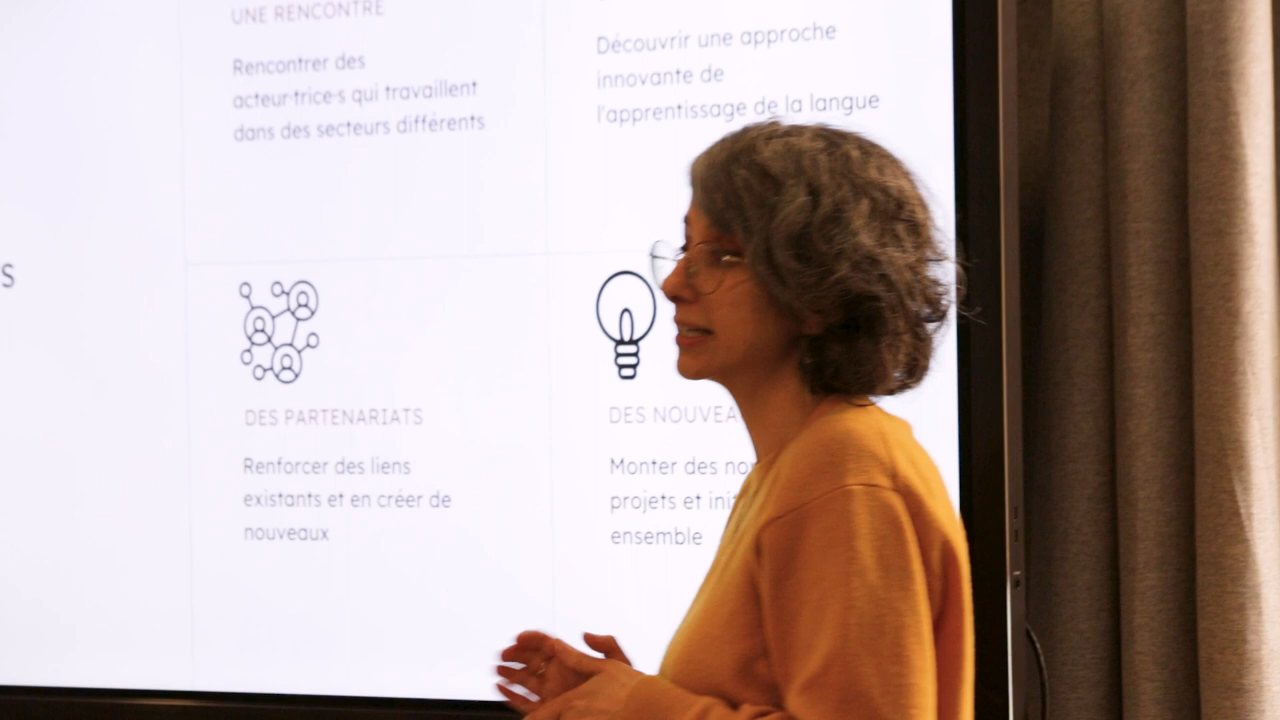 UNE RENCONTRE
Rencontrer des
acteur·trice·s qui travaillent
dans des secteurs différents
Découvrir une approche
innovante de
l'apprentissage de la langue
DES PARTENARIATS
Renforcer des liens
existants et en créer de
nouveaux
DES
Monter des
projets et
ensemble